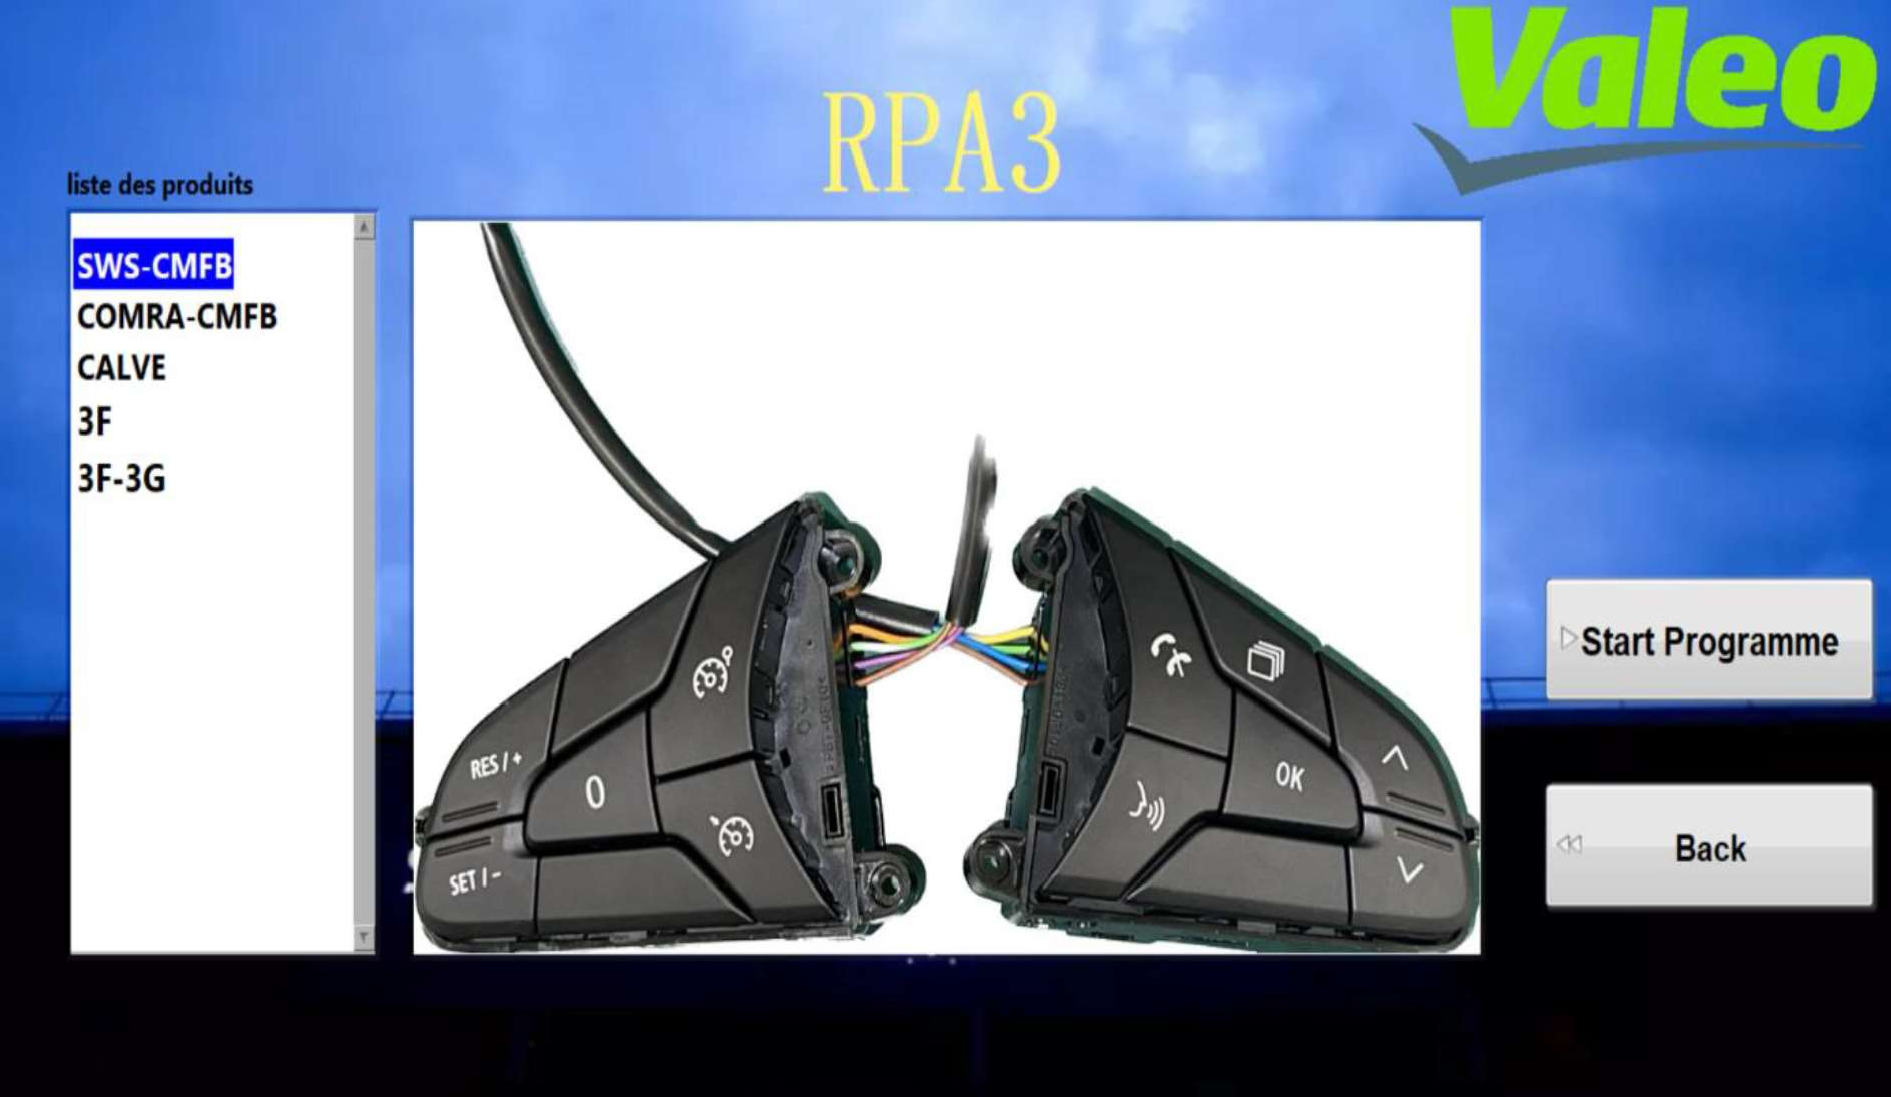 Valeo
RPA3
liste des produits
SWS-CMFB
COMRA-CMFB
CALVE
3F
3F-3G
RES / +
0
SET / -
OK
Start Programme
Back